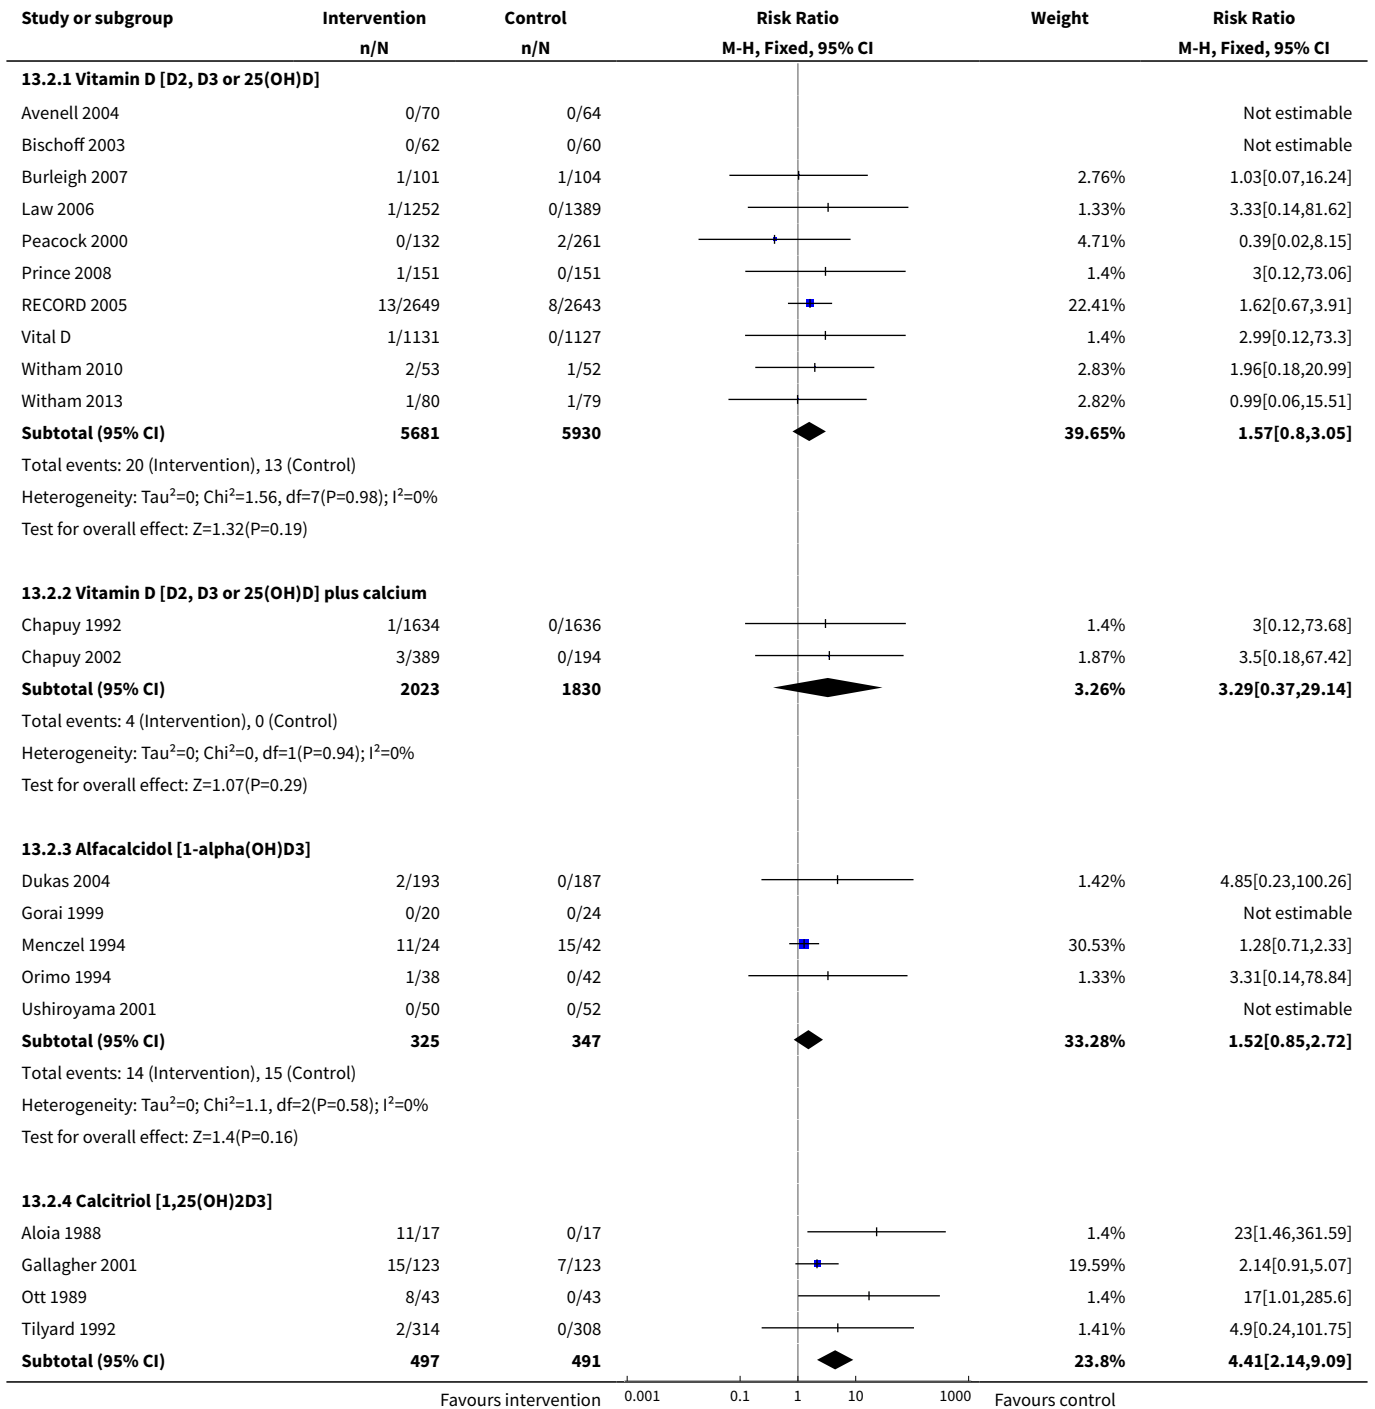 Study or subgroup Intervention Control Risk Ratio Weight Risk Ratio
n/N n/N M-H, Fixed, 95% CI M-H, Fixed, 95% CI
13.2.1 Vitamin D [D2, D3 or 25(OH)D]
Avenell 2004 0/70 0/64 Not estimable
Bischoff 2003 0/62 0/60 Not estimable
Burleigh 2007 1/101 1/104 2.76% 1.03[0.07,16.24]
Law 2006 1/1252 0/1389 1.33% 3.33[0.14,81.62]
Peacock 2000 0/132 2/261 4.71% 0.39[0.02,8.15]
Prince 2008 1/151 0/151 1.4% 3[0.12,73.06]
RECORD 2005 13/2649 8/2643 22.41% 1.62[0.67,3.91]
Vital D 1/1131 0/1127 1.4% 2.99[0.12,73.3]
Witham 2010 2/53 1/52 2.83% 1.96[0.18,20.99]
Witham 2013 1/80 1/79 2.82% 0.99[0.06,15.51]
Subtotal (95% CI) 5681 5930 39.65% 1.57[0.8,3.05]
Total events: 20 (Intervention), 13 (Control)
Heterogeneity: Tau²=0; Chi²=1.56, df=7(P=0.98); I²=0%
Test for overall effect: Z=1.32(P=0.19)
13.2.2 Vitamin D [D2, D3 or 25(OH)D] plus calcium
Chapuy 1992 1/1634 0/1636 1.4% 3[0.12,73.68]
Chapuy 2002 3/389 0/194 1.87% 3.5[0.18,67.42]
Subtotal (95% CI) 2023 1830 3.26% 3.29[0.37,29.14]
Total events: 4 (Intervention), 0 (Control)
Heterogeneity: Tau²=0; Chi²=0, df=1(P=0.94); I²=0%
Test for overall effect: Z=1.07(P=0.29)
13.2.3 Alfacalcidol [1-alpha(OH)D3]
Dukas 2004 2/193 0/187 1.42% 4.85[0.23,100.26]
Gorai 1999 0/20 0/24 Not estimable
Menczel 1994 11/24 15/42 30.53% 1.28[0.71,2.33]
Orimo 1994 1/38 0/42 1.33% 3.31[0.14,78.84]
Ushiroyama 2001 0/50 0/52 Not estimable
Subtotal (95% CI) 325 347 33.28% 1.52[0.85,2.72]
Total events: 14 (Intervention), 15 (Control)
Heterogeneity: Tau²=0; Chi²=1.1, df=2(P=0.58); I²=0%
Test for overall effect: Z=1.4(P=0.16)
13.2.4 Calcitriol [1,25(OH)2D3]
Aloia 1988 11/17 0/17 1.4% 23[1.46,361.59]
Gallagher 2001 15/123 7/123 19.59% 2.14[0.91,5.07]
Ott 1989 8/43 0/43 1.4% 17[1.01,285.6]
Tilyard 1992 2/314 0/308 1.41% 4.9[0.24,101.75]
Subtotal (95% CI) 497 491 23.8% 4.41[2.14,9.09]
Favours intervention 0.001 0.1 1 10 1000 Favours control